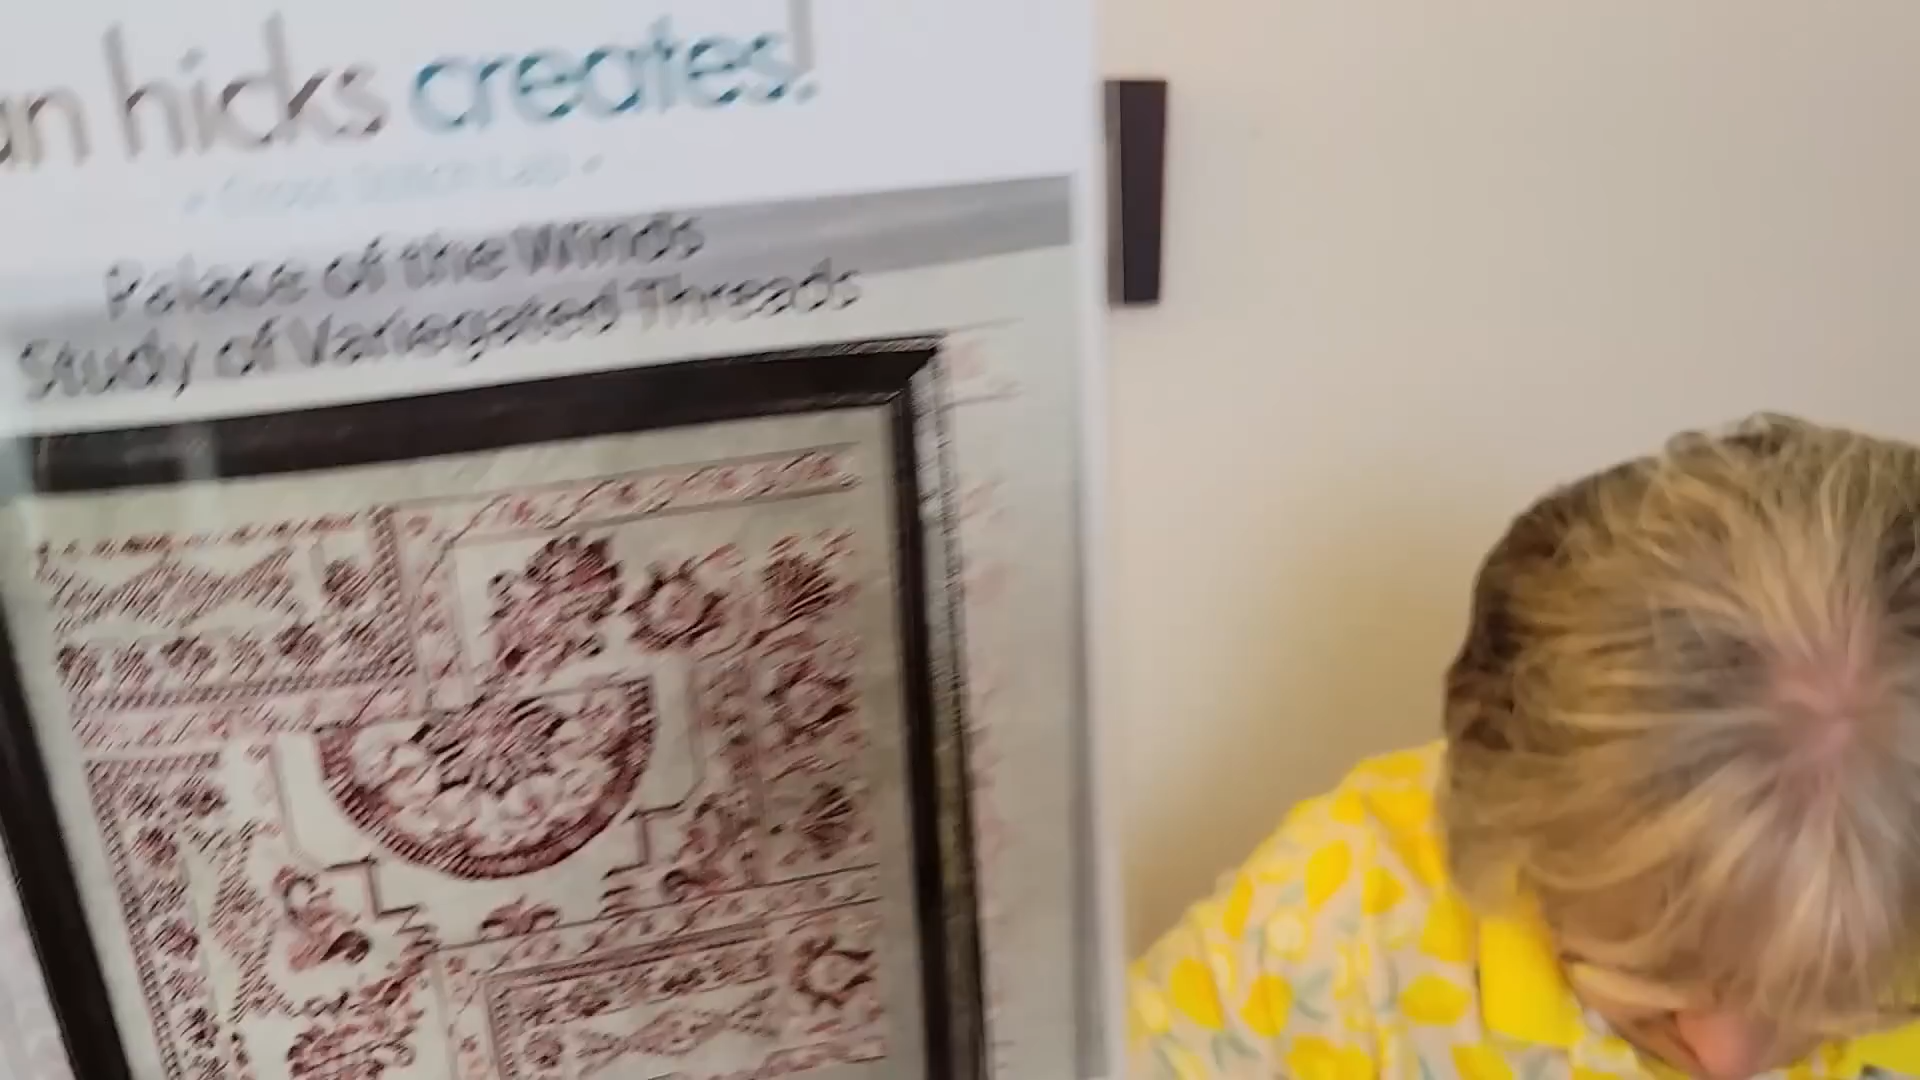 an hicks creates!
Palace of the Winds
Study of Variegated Threads